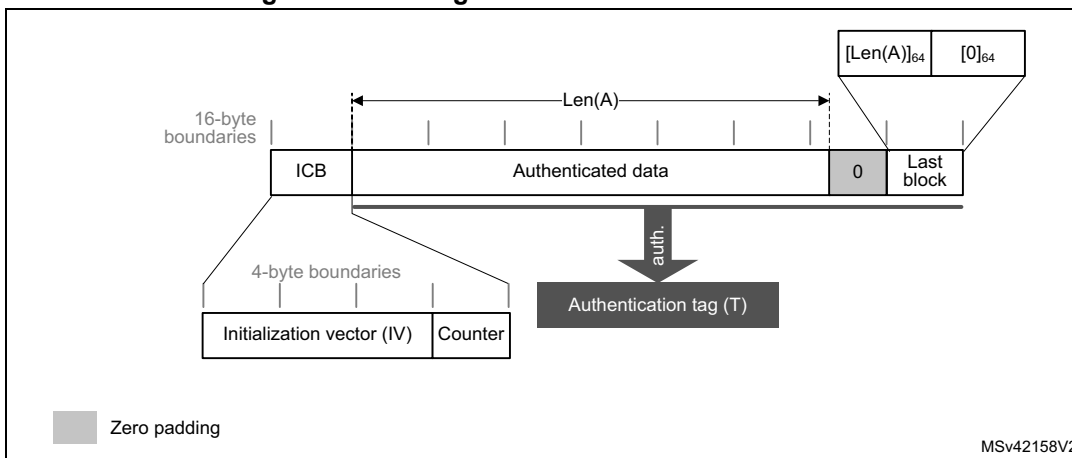 [Len(A)]64 [0]64
Len(A)
16-byte
boundaries
ICB Authenticated data 0 Last
block
auth.
4-byte boundaries
Authentication tag (T)
Initialization vector (IV) Counter
Zero padding
MSv42158V2